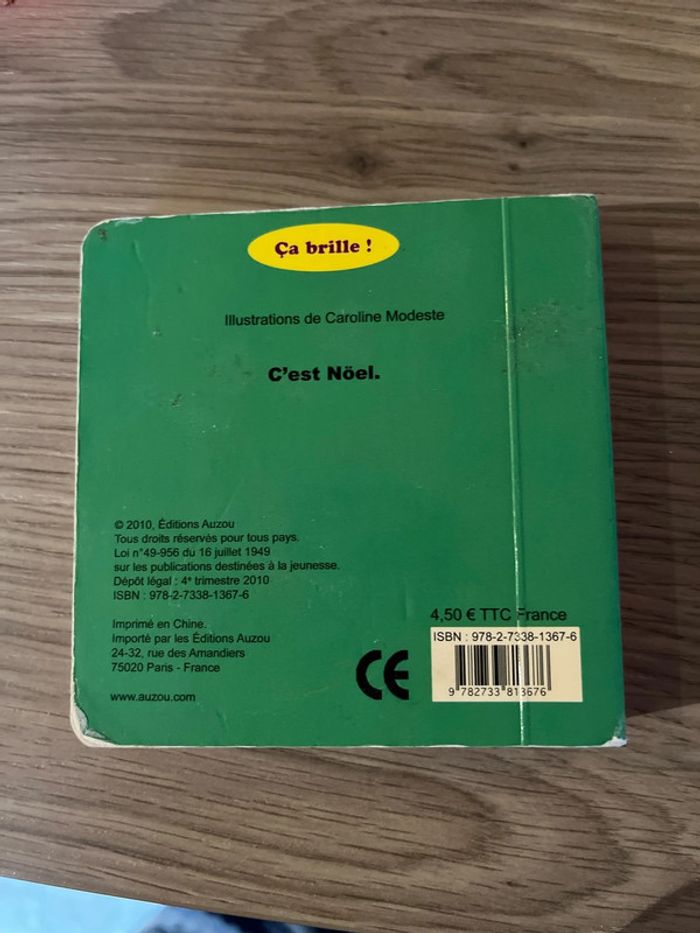 Ça brille !
Illustrations de Caroline Modeste
C'est Nöel.
© 2010, Éditions Auzou
Tous droits réservés pour tous pays.
Loi n°49-956 du 16 juillet 1949
sur les publications destinées à la jeunesse.
Dépôt légal : 4e trimestre 2010
ISBN : 978-2-7338-1367-6
Imprimé en Chine.
Importé par les Éditions Auzou
24-32, rue des Amandiers
75020 Paris - France
www.auzou.com
CE
4,50 € TTC France
ISBN : 978-2-7338-1367-6
9 782733 813676